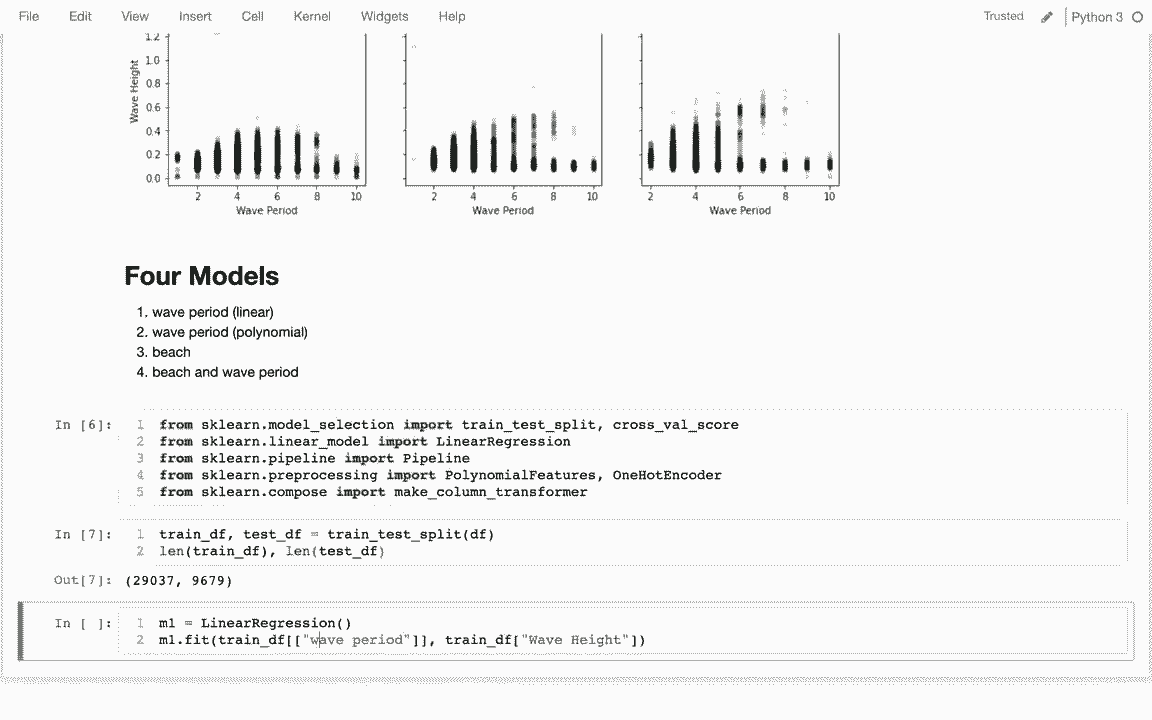 File Edit View Insert Cell Kernel Widgets Help Trusted Python 3
1.2
1.0
0.8
0.6
0.4
0.2
0.0
Wave Height
2 4 6 8 10 2 4 6 8 10 2 4 6 8 10
Wave Period Wave Period Wave Period
Four Models
1. wave period (linear)
2. wave period (polynomial)
3. beach
4. beach and wave period
In [6]: 1 from sklearn.model_selection import train_test_split, cross_val_score
2 from sklearn.linear_model import LinearRegression
3 from sklearn.pipeline import Pipeline
4 from sklearn.preprocessing import PolynomialFeatures, OneHotEncoder
5 from sklearn.compose import make_column_transformer
In [7]: 1 train_df, test_df = train_test_split(df)
2 len(train_df), len(test_df)
Out[7]: (29037, 9679)
In [ ]: 1 m1 = LinearRegression()
2 m1.fit(train_df[["wave period"]], train_df["Wave Height"])